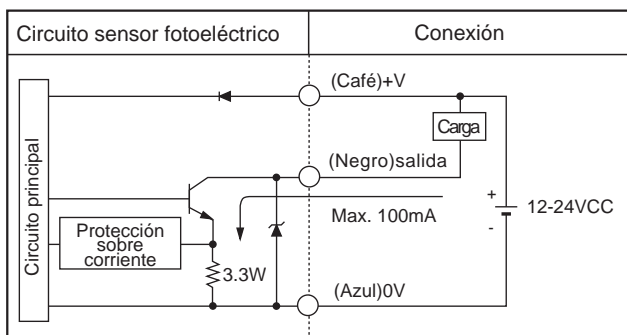 Circuito sensor fotoeléctrico
Conexión
(Café)+V
Carga
(Negro)salida
Circuito principal
Max. 100mA
+
12-24VCC
-
Protección
sobre
corriente
3.3W
(Azul)0V